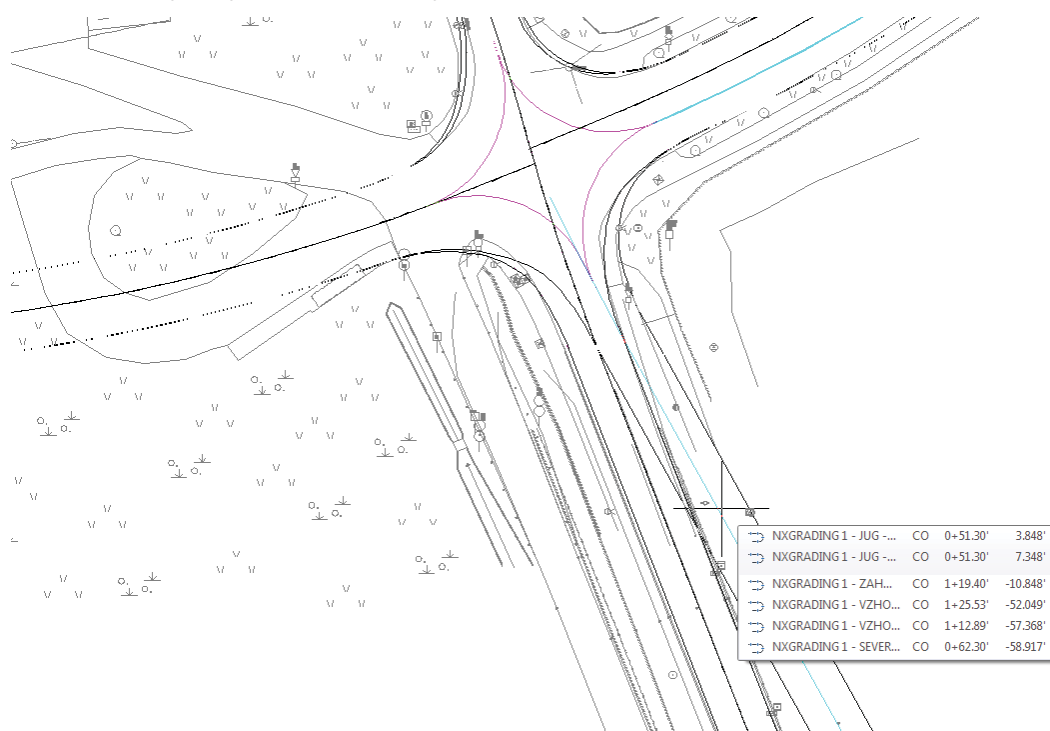 NXGRADING 1 - JUG -... CO 0+51.30' 3.848'
NXGRADING 1 - JUG -... CO 0+51.30' 7.348'
NXGRADING 1 - ZAH... CO 1+19.40' -10.848'
NXGRADING 1 - VZHO... CO 1+25.53' -52.049'
NXGRADING 1 - VZHO... CO 1+12.89' -57.368'
NXGRADING 1 - SEVER... CO 0+62.30' -58.917'